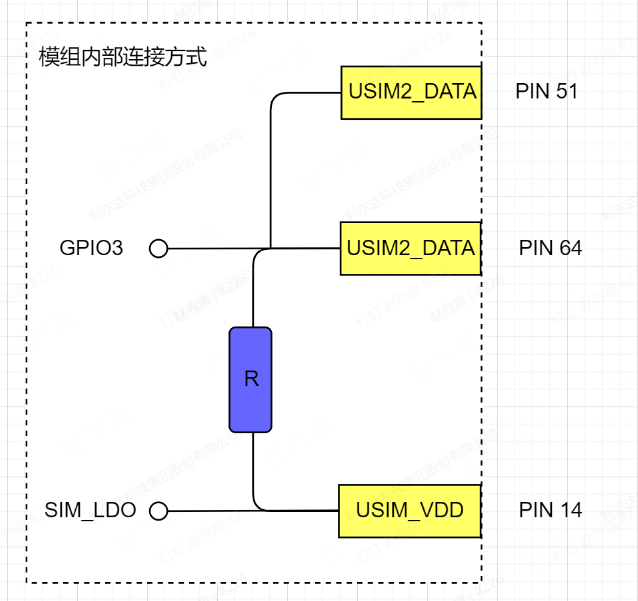 模组内部连接方式
USIM2_DATA PIN 51
GPIO3 USIM2_DATA PIN 64
R
SIM_LDO USIM_VDD PIN 14